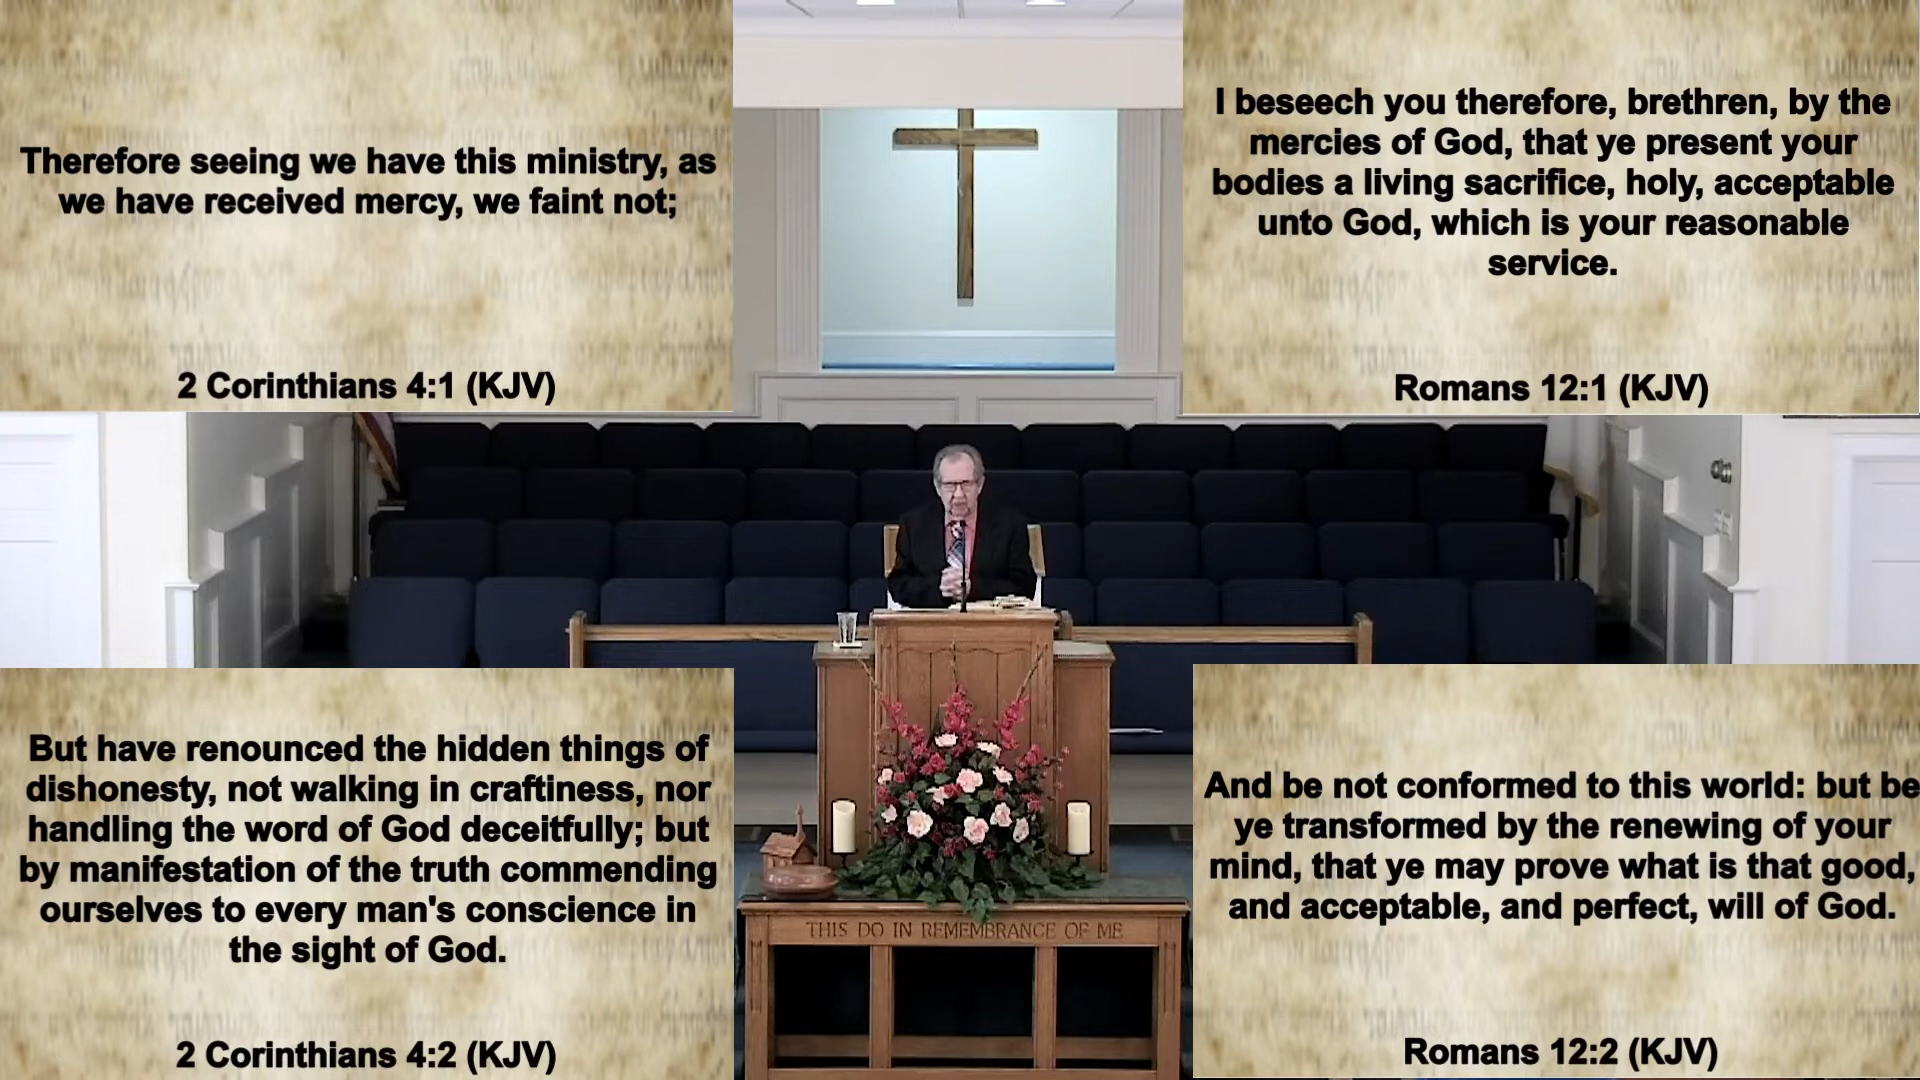 Therefore seeing we have this ministry, as
we have received mercy, we faint not;
2 Corinthians 4:1 (KJV)
I beseech you therefore, brethren, by the
mercies of God, that ye present your
bodies a living sacrifice, holy, acceptable
unto God, which is your reasonable
service.
Romans 12:1 (KJV)
But have renounced the hidden things of
dishonesty, not walking in craftiness, nor
handling the word of God deceitfully; but
by manifestation of the truth commending
ourselves to every man's conscience in
the sight of God.
2 Corinthians 4:2 (KJV)
And be not conformed to this world: but be
ye transformed by the renewing of your
mind, that ye may prove what is that good,
and acceptable, and perfect, will of God.
Romans 12:2 (KJV)
THIS DO IN REMEMBRANCE OF ME